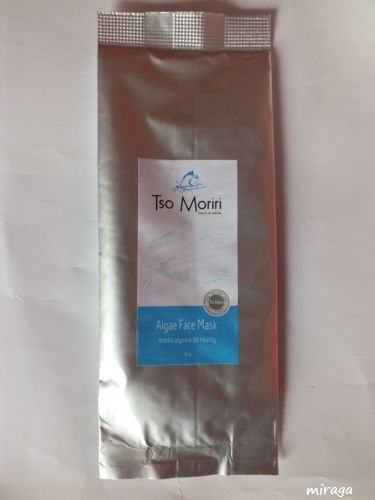 Tso Moriri
Algae Face Mask
maska algowa do twarzy
miraga